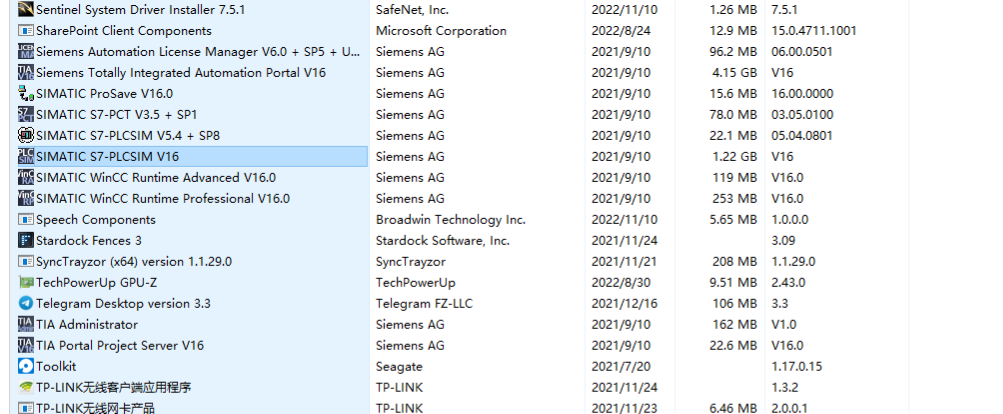 Sentinel System Driver Installer 7.5.1 SafeNet, Inc. 2022/11/10 1.26 MB 7.5.1
SharePoint Client Components Microsoft Corporation 2022/8/24 12.9 MB 15.0.4711.1001
Siemens Automation License Manager V6.0 + SP5 + U... Siemens AG 2021/9/10 96.2 MB 06.00.0501
Siemens Totally Integrated Automation Portal V16 Siemens AG 2021/9/10 4.15 GB V16
SIMATIC ProSave V16.0 Siemens AG 2021/9/10 15.6 MB 16.00.0000
SIMATIC S7-PCT V3.5 + SP1 Siemens AG 2021/9/10 78.0 MB 03.05.0100
SIMATIC S7-PLCSIM V5.4 + SP8 Siemens AG 2021/9/10 22.1 MB 05.04.0801
SIMATIC S7-PLCSIM V16 Siemens AG 2021/9/10 1.22 GB V16
SIMATIC WinCC Runtime Advanced V16.0 Siemens AG 2021/9/10 119 MB V16.0
SIMATIC WinCC Runtime Professional V16.0 Siemens AG 2021/9/10 253 MB V16.0
Speech Components Broadwin Technology Inc. 2022/11/10 5.65 MB 1.0.0.0
Stardock Fences 3 Stardock Software, Inc. 2021/11/24 3.09
SyncTrayzor (x64) version 1.1.29.0 SyncTrayzor 2021/11/21 208 MB 1.1.29.0
TechPowerUp GPU-Z TechPowerUp 2022/8/30 9.51 MB 2.43.0
Telegram Desktop version 3.3 Telegram FZ-LLC 2021/12/16 106 MB 3.3
TIA Administrator Siemens AG 2021/9/10 162 MB V1.0
TIA Portal Project Server V16 Siemens AG 2021/9/10 22.6 MB V16.0
Toolkit Seagate 2021/7/20 1.17.0.15
TP-LINK无线客户端应用程序 TP-LINK 2021/11/24 1.3.2
TP-LINK无线网卡产品 TP-LINK 2021/11/23 6.46 MB 2.0.0.1